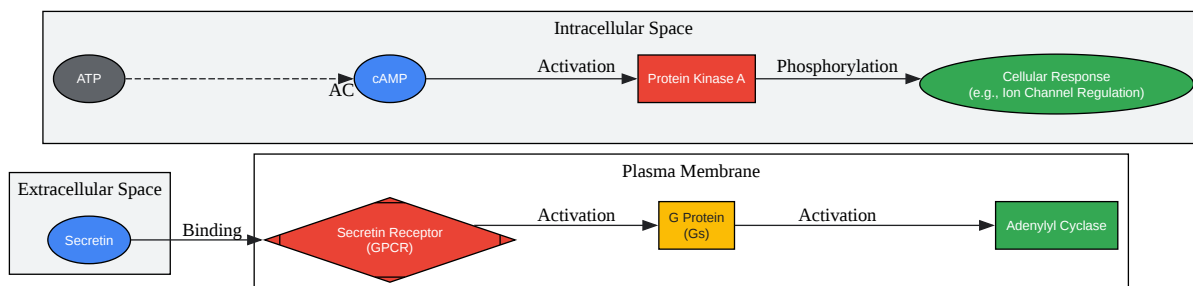 Intracellular Space
ATP
AC
cAMP
Activation
Protein Kinase A
Phosphorylation
Cellular Response
(e.g., Ion Channel Regulation)
Plasma Membrane
Extracellular Space
Secretin
Binding
Secretin Receptor
(GPCR)
Activation
G Protein
(Gs)
Activation
Adenylyl Cyclase